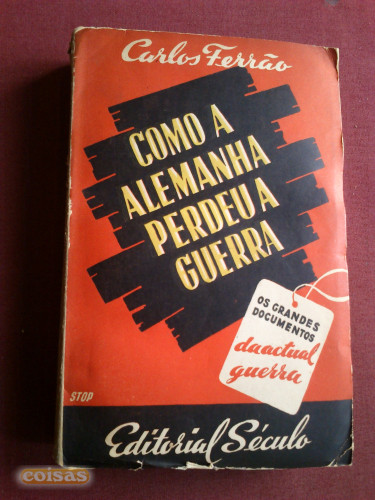 Carlos Ferrão
COMO A
ALEMANHA
PERDEU A
GUERRA
OS GRANDES
DOCUMENTOS
da actual
guerra
STOP
Editorial Século
coisas